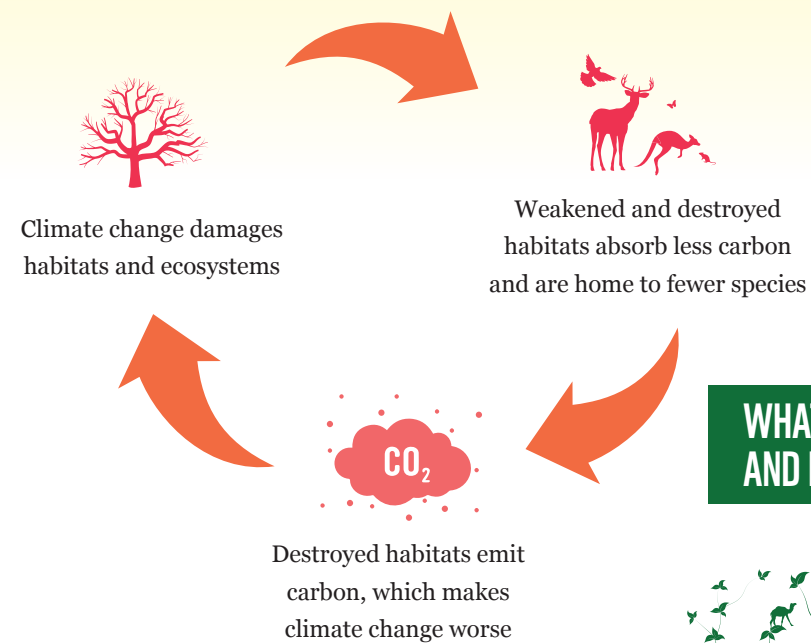 Climate change damages
habitats and ecosystems
Weakened and destroyed
habitats absorb less carbon
and are home to fewer species
CO₂
Destroyed habitats emit
carbon, which makes
climate change worse
AND